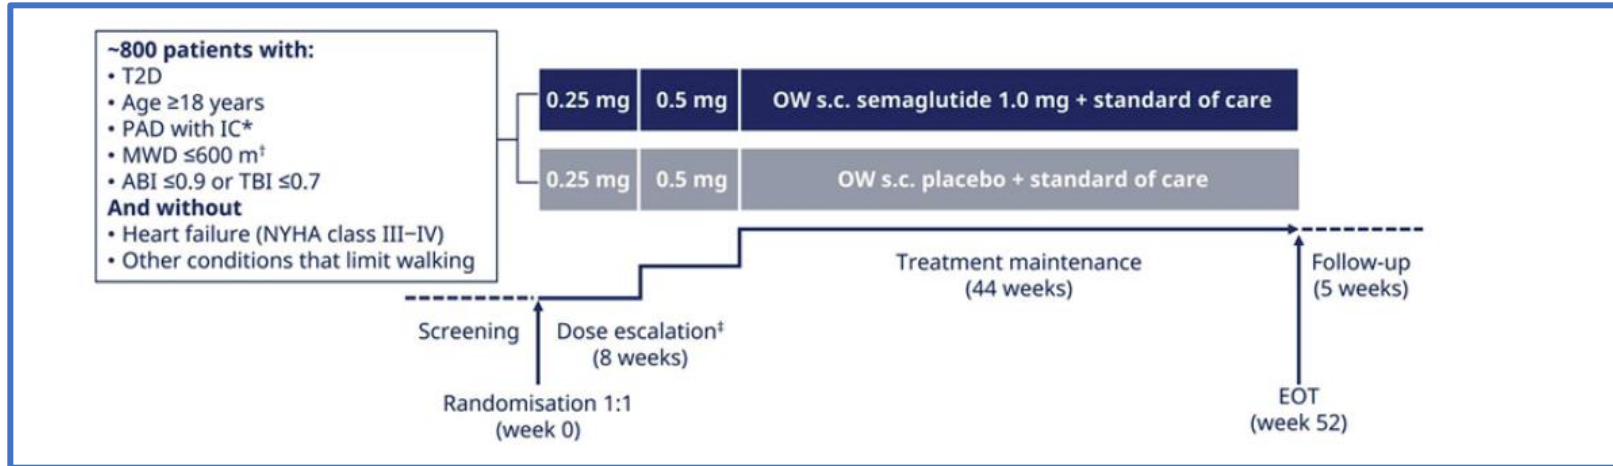 ~800 patients with:
• T2D
• Age ≥18 years
• PAD with IC*
• MWD ≤600 m†
• ABI ≤0.9 or TBI ≤0.7
And without
• Heart failure (NYHA class III−IV)
• Other conditions that limit walking
0.25 mg 0.5 mg OW s.c. semaglutide 1.0 mg + standard of care
0.25 mg 0.5 mg OW s.c. placebo + standard of care
Screening
Dose escalation‡
(8 weeks)
Treatment maintenance
(44 weeks)
Follow-up
(5 weeks)
Randomisation 1:1
(week 0)
EOT
(week 52)